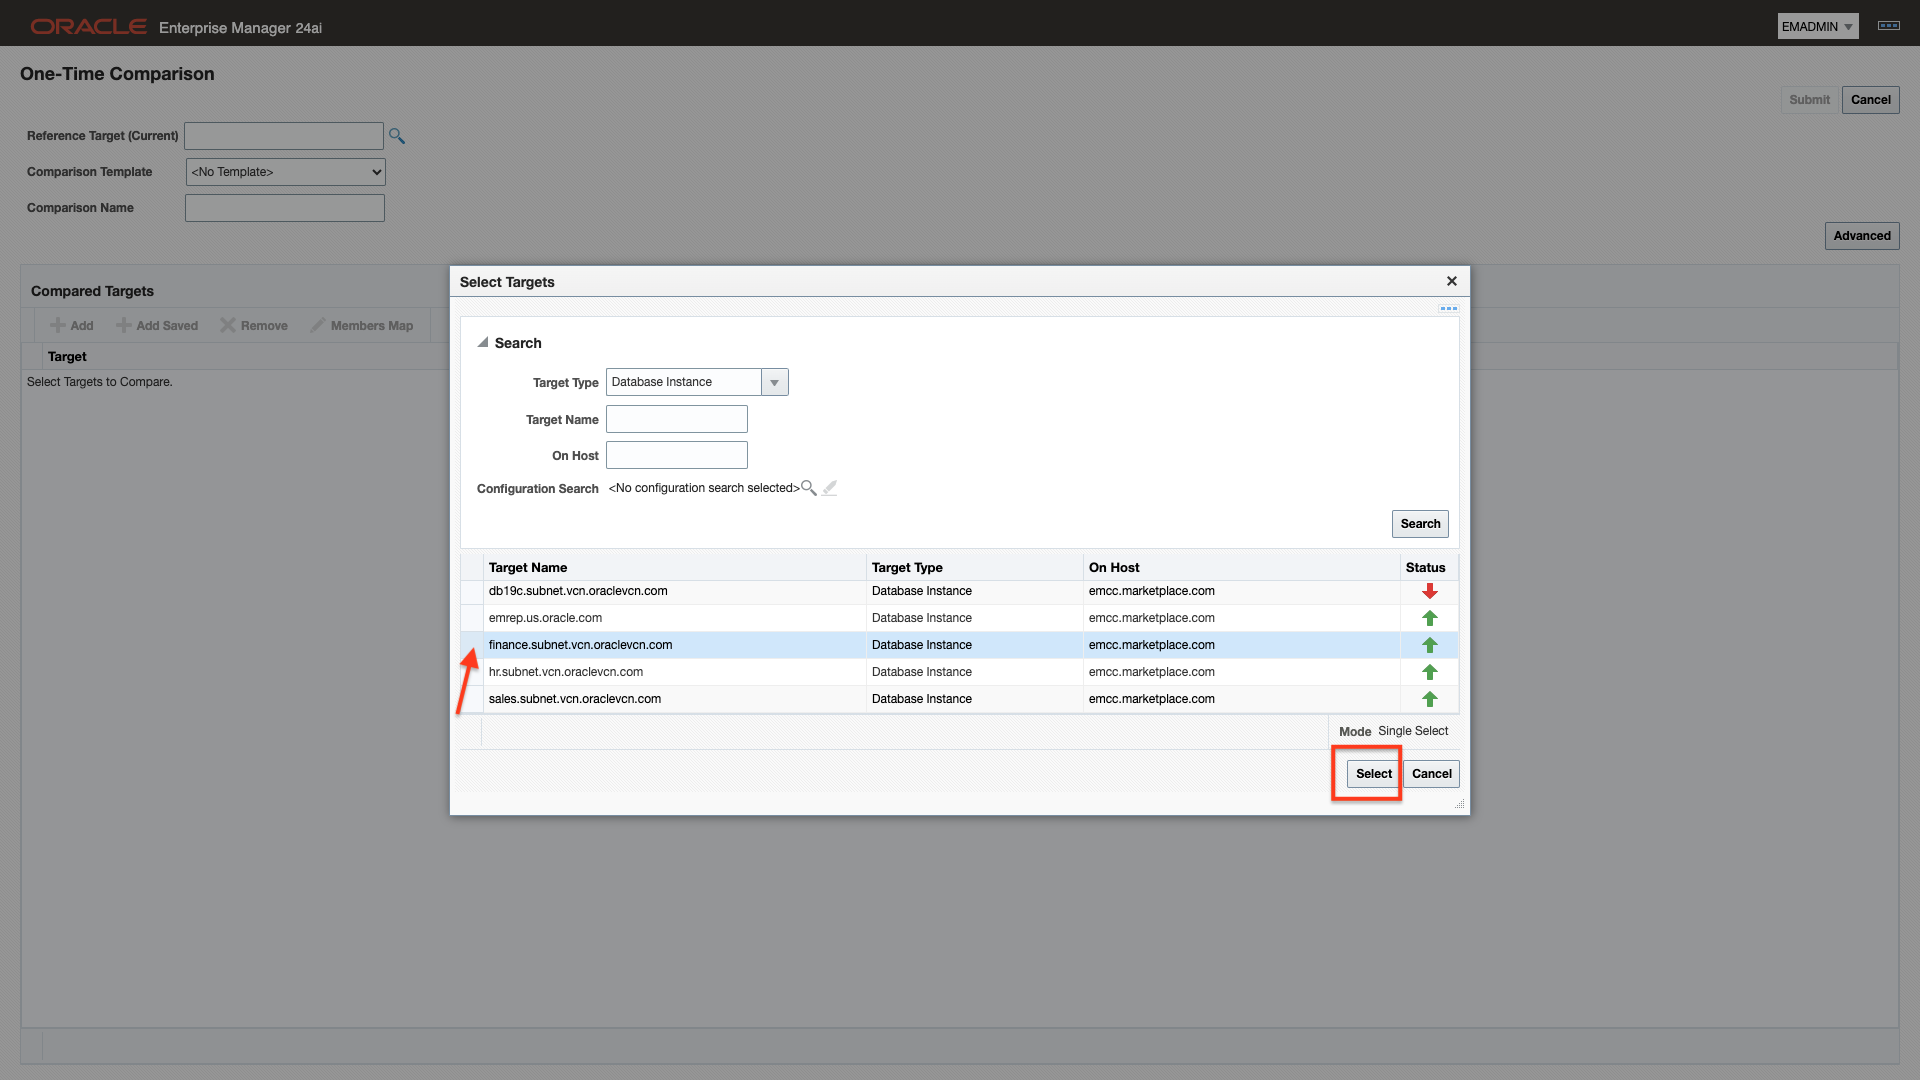 ORACLE Enterprise Manager 24ai
EMADMIN
One-Time Comparison
Submit Cancel
Reference Target (Current)
Comparison Template <No Template>
Comparison Name
Advanced
Compared Targets
Add Add Saved Remove Members Map
Target
Select Targets to Compare.
Select Targets
Search
Target Type Database Instance
Target Name
On Host
Configuration Search <No configuration search selected>
Search
Target Name Target Type On Host Status
db19c.subnet.vcn.oraclevcn.com Database Instance emcc.marketplace.com
emrep.us.oracle.com Database Instance emcc.marketplace.com
finance.subnet.vcn.oraclevcn.com Database Instance emcc.marketplace.com
hr.subnet.vcn.oraclevcn.com Database Instance emcc.marketplace.com
sales.subnet.vcn.oraclevcn.com Database Instance emcc.marketplace.com
Mode Single Select
Select Cancel